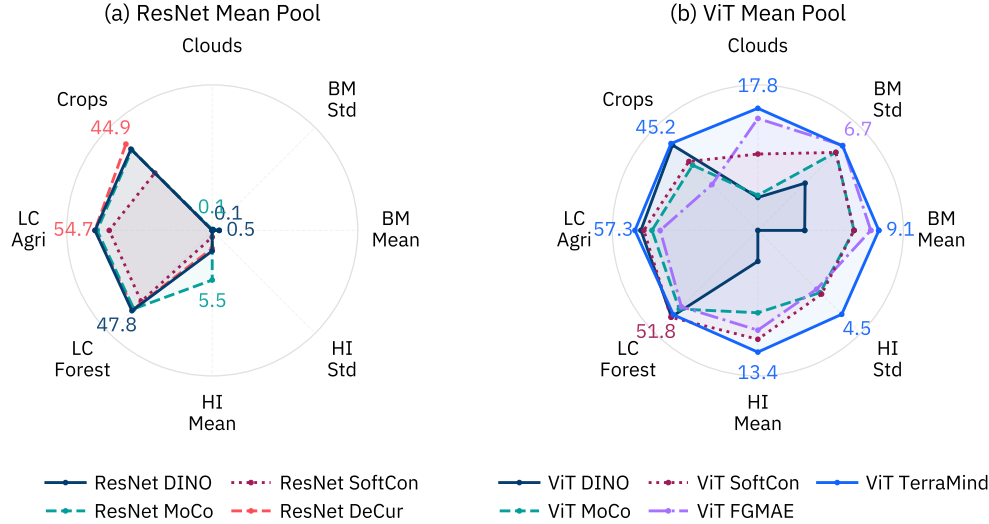 (a) ResNet Mean Pool
Clouds
BM
Std
Crops
44.9
0.1
0.1
LC
Agri
54.7
0.5
BM
Mean
5.5
47.8
LC
Forest
HI
Std
HI
Mean
ResNet DINO
ResNet SoftCon
ResNet MoCo
ResNet DeCur
(b) ViT Mean Pool
Clouds
17.8
BM
Std
Crops
45.2
6.7
LC
Agri
57.3
9.1
BM
Mean
51.8
4.5
LC
Forest
HI
Std
13.4
HI
Mean
ViT DINO
ViT SoftCon
ViT TerraMind
ViT MoCo
ViT FGMAE